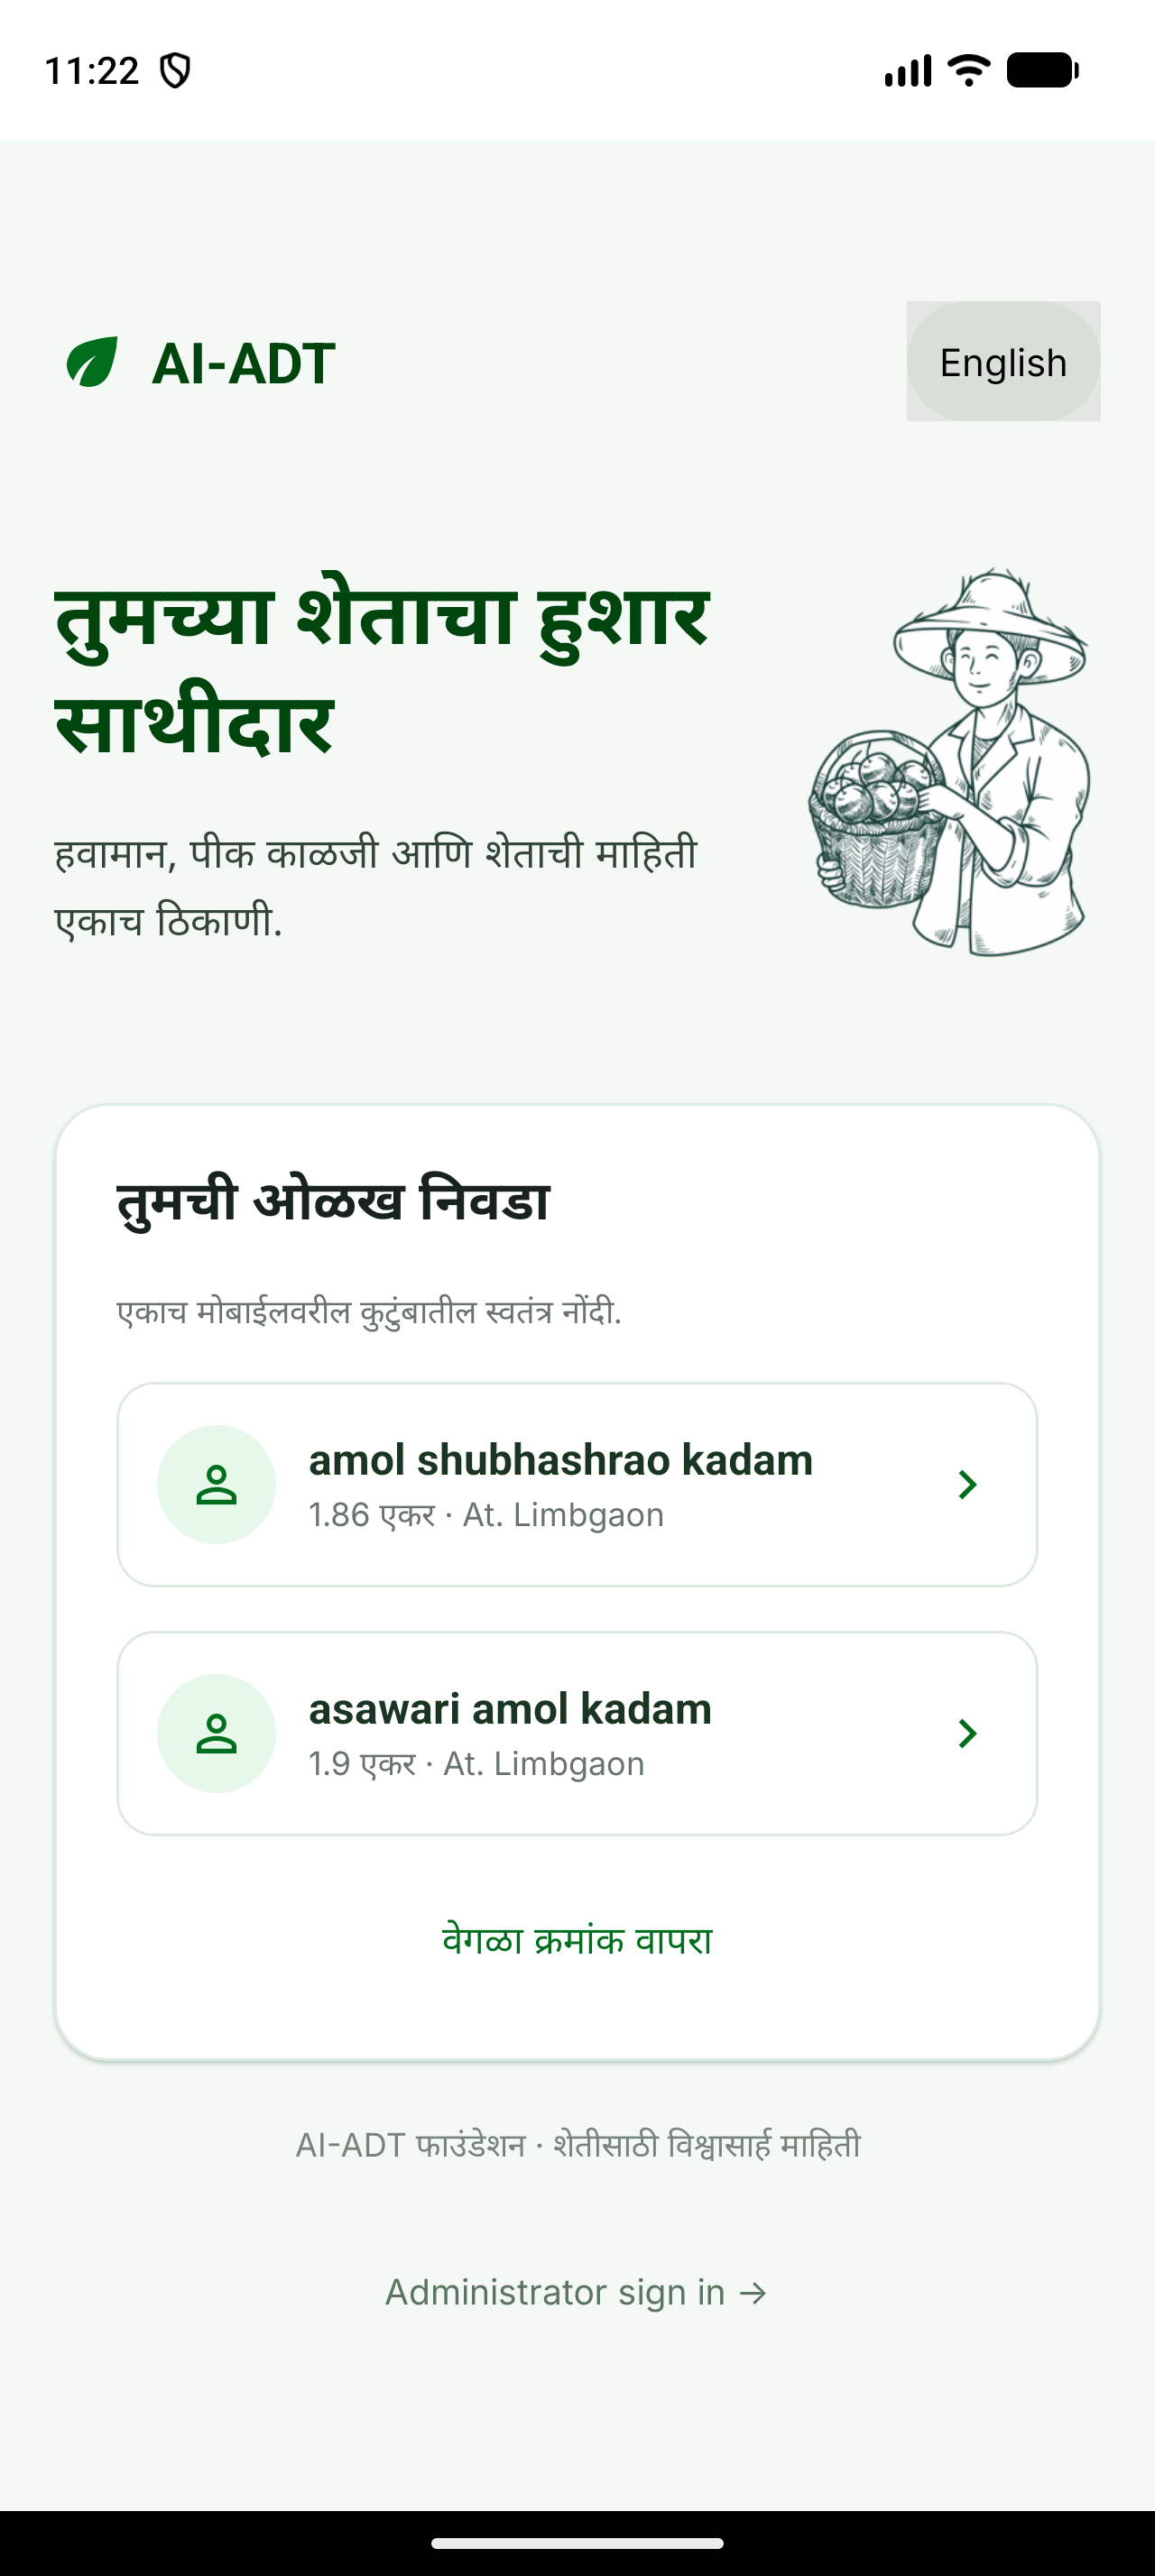 11:22
AI-ADT
English
तुमच्या शेताचा हुशार
साथीदार
हवामान, पीक काळजी आणि शेताची माहिती
एकाच ठिकाणी.
तुमची ओळख निवडा
एकाच मोबाईलवरील कुटुंबातील स्वतंत्र नोंदी.
amol shubhashrao kadam
1.86 एकर · At. Limbgaon
asawari amol kadam
1.9 एकर · At. Limbgaon
वेगळा क्रमांक वापरा
AI-ADT फाउंडेशन · शेतीसाठी विश्वासार्ह माहिती
Administrator sign in →